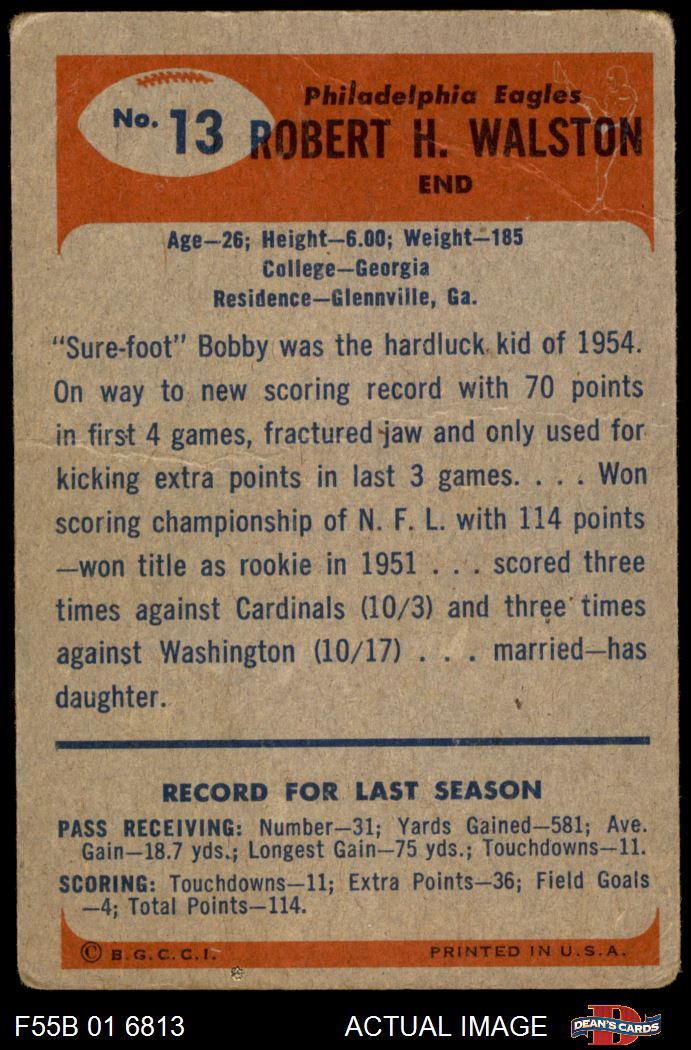 Philadelphia Eagles
No. 13 ROBERT H. WALSTON
END
Age—26; Height—6.00; Weight—185
College—Georgia
Residence—Glennville, Ga.
"Sure-foot" Bobby was the hardluck kid of 1954.
On way to new scoring record with 70 points
in first 4 games, fractured jaw and only used for
kicking extra points in last 3 games. . . . Won
scoring championship of N. F. L. with 114 points
—won title as rookie in 1951 . . . scored three
times against Cardinals (10/3) and three times
against Washington (10/17) . . . married—has
daughter.
RECORD FOR LAST SEASON
PASS RECEIVING: Number—31; Yards Gained—581; Ave.
Gain—18.7 yds.; Longest Gain—75 yds.; Touchdowns—11.
SCORING: Touchdowns—11; Extra Points—36; Field Goals
—4; Total Points—114.
© B.G.C.C.I. PRINTED IN U.S.A.
F55B 01 6813 ACTUAL IMAGE D DEAN'S CARDS